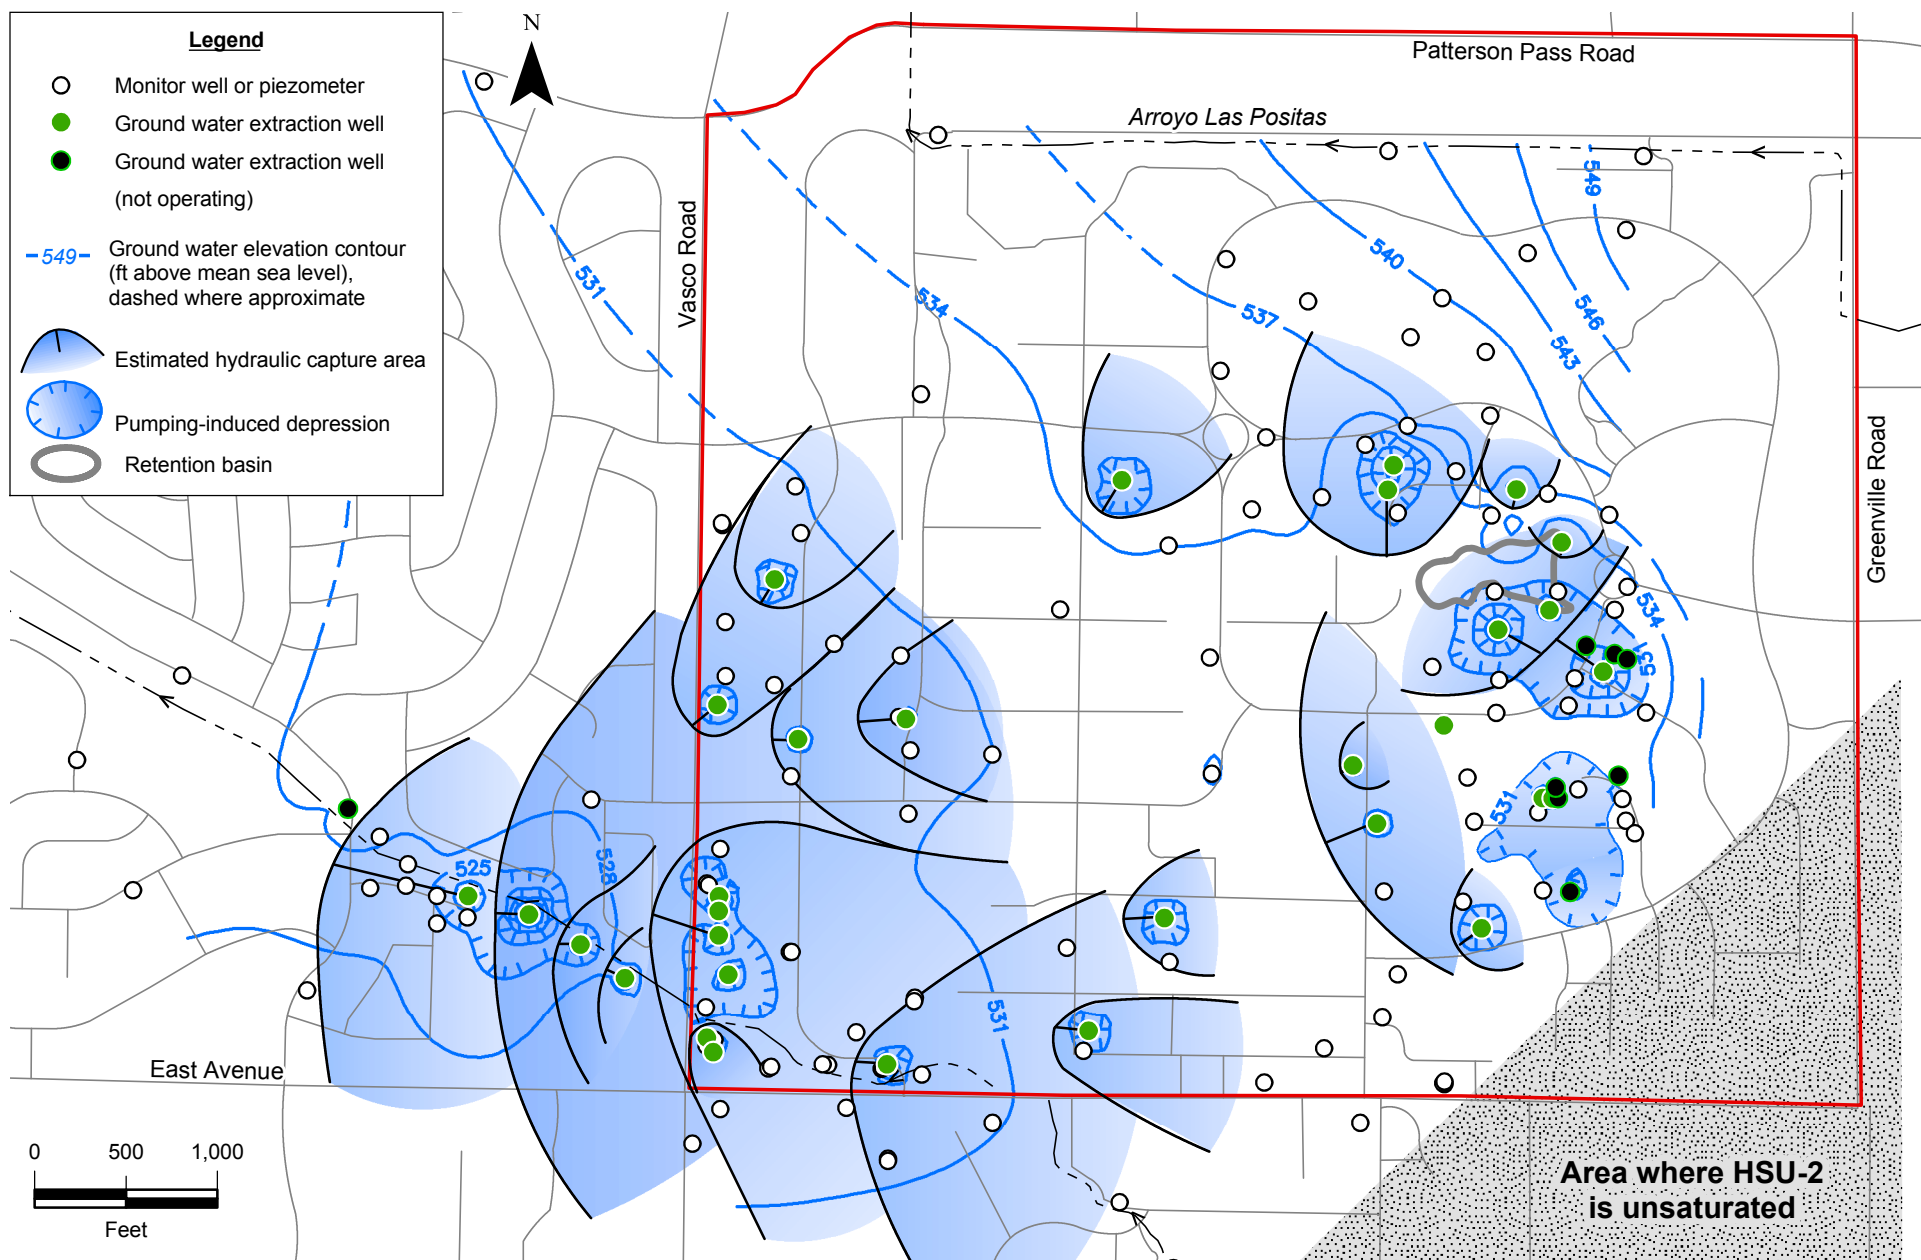 Legend
Monitor well or piezometer
Ground water extraction well
Ground water extraction well
(not operating)
549
Ground water elevation contour
(ft above mean sea level),
dashed where approximate
Estimated hydraulic capture area
Pumping-induced depression
Retention basin
N
Patterson Pass Road
Arroyo Las Positas
Vasco Road
Greenville Road
East Avenue
531
534
537
540
543
546
549
534
531
531
525
528
531
0 500 1,000
Feet
Area where HSU-2
is unsaturated